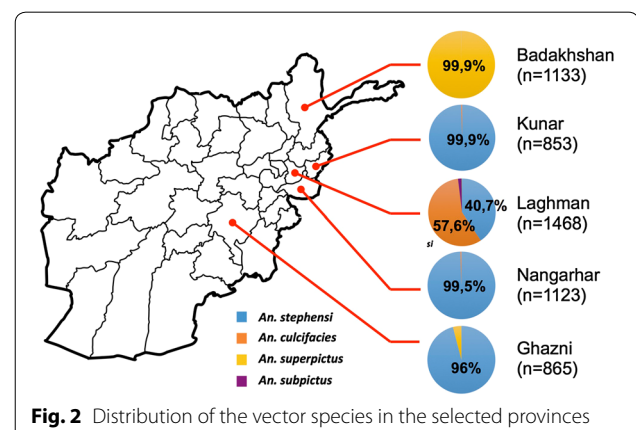 Badakhshan
(n=1133)
99,9%
Kunar
(n=853)
99,9%
Laghman
(n=1468)
40,7%
57,6%
si
Nangarhar
(n=1123)
99,5%
Ghazni
(n=865)
96%
An. stephensi
An. culcifacies
An. superpictus
An. subpictus
Fig. 2 Distribution of the vector species in the selected provinces